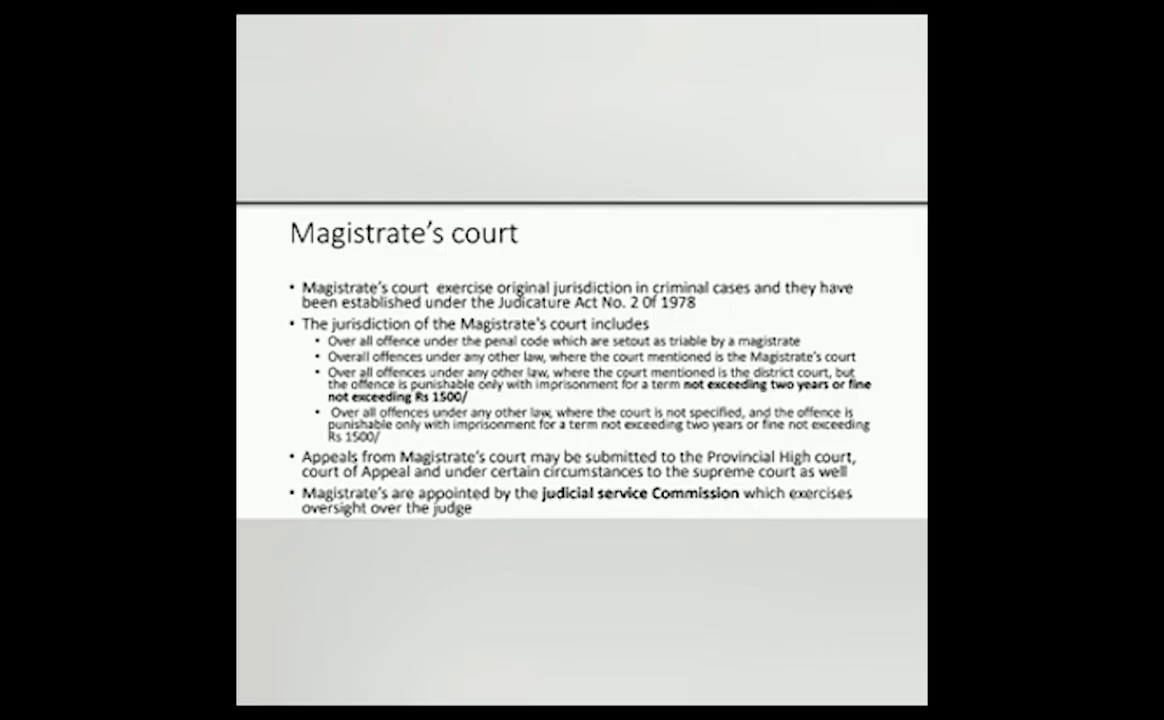 Magistrate's court
• Magistrate's court  exercise original jurisdiction in criminal cases and they have
been established under the Judicature Act No. 2 0f 1978
• The jurisdiction of the Magistrate's court includes
• Over all offence under the penal code which are setout as triable by a magistrate
• Overall offences under any other law, where the court mentioned is the Magistrate's court
• Over all offences under any other law, where the court mentioned is the district court, but
the offence is punishable only with imprisonment for a term not exceeding two years or fine
not exceeding Rs 1500/
• Over all offences under any other law, where the court is not specified, and the offence is
punishable only with imprisonment for a term not exceeding two years or fine not exceeding
Rs 1500/
• Appeals from Magistrate's court may be submitted to the Provincial High court,
court of Appeal and under certain circumstances to the supreme court as well
• Magistrate's are appointed by the judicial service Commission which exercises
oversight over the judge